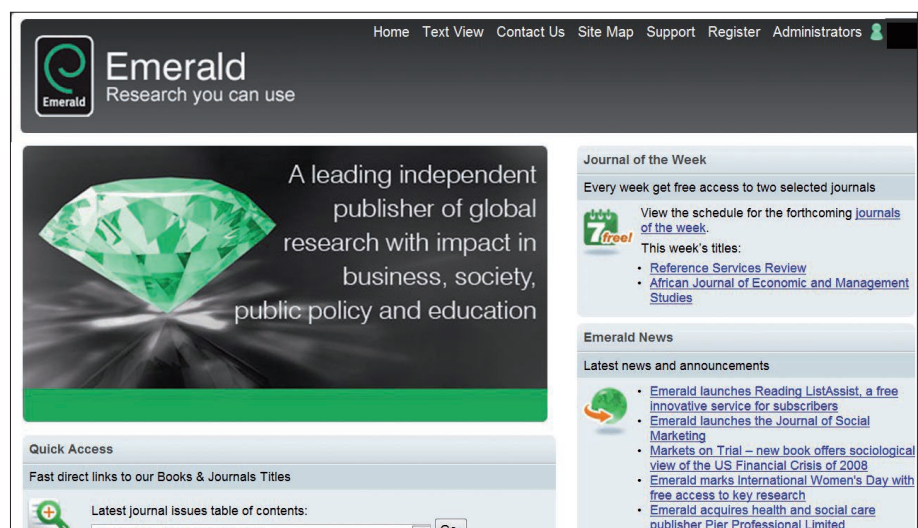 Home Text View Contact Us Site Map Support Register Administrators
Emerald
Emerald
Research you can use
A leading independent
publisher of global
research with impact in
business, society,
public policy and education
Quick Access
Fast direct links to our Books & Journals Titles
Latest journal issues table of contents:
Go
Journal of the Week
Every week get free access to two selected journals
7 free!
View the schedule for the forthcoming journals
of the week.
This week's titles:
• Reference Services Review
• African Journal of Economic and Management
Studies
Emerald News
Latest news and announcements
• Emerald launches Reading ListAssist, a free
innovative service for subscribers
• Emerald launches the Journal of Social
Marketing
• Markets on Trial – new book offers sociological
view of the US Financial Crisis of 2008
• Emerald marks International Women's Day with
free access to key research
• Emerald acquires health and social care
publisher Pier Professional Limited